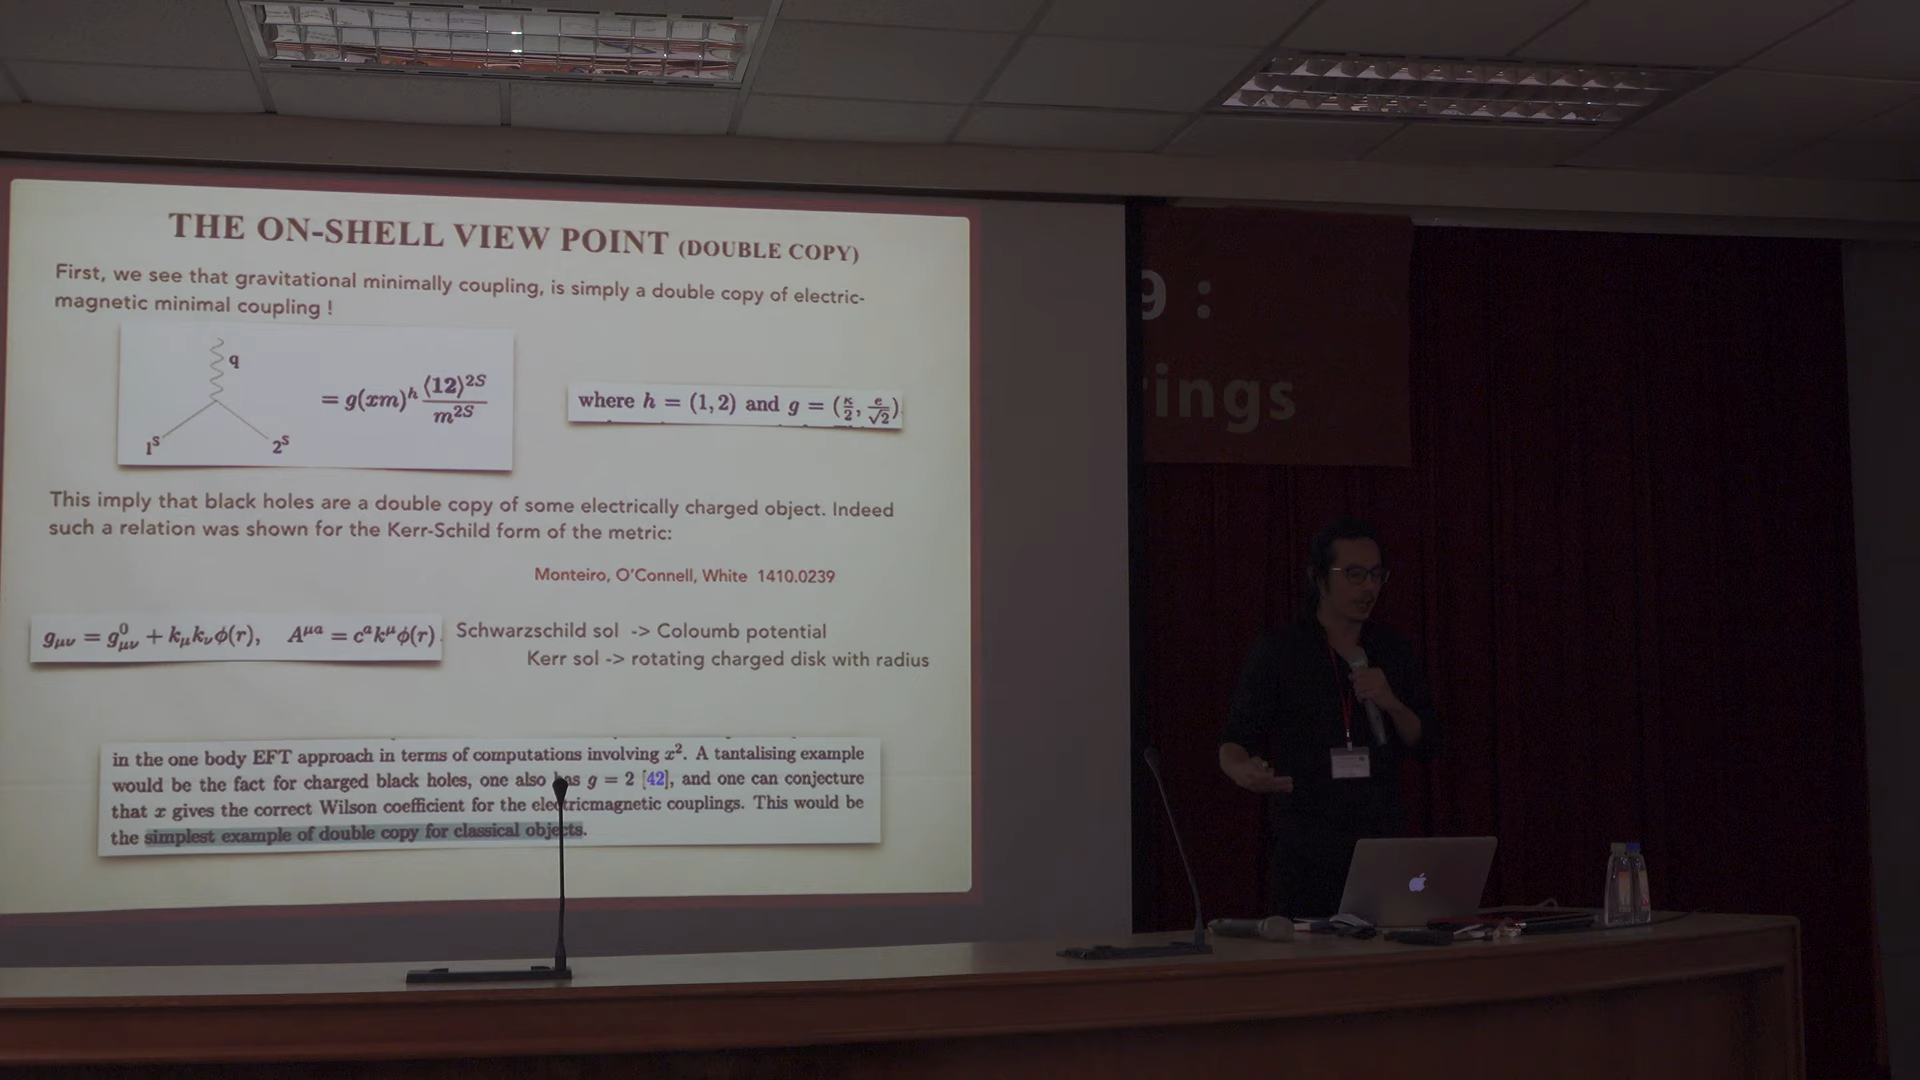 THE ON-SHELL VIEW POINT (DOUBLE COPY)
First, we see that gravitational minimally coupling, is simply a double copy of electric-
magnetic minimal coupling !
q
= g(xm)^h ⟨12⟩^{2S} / m^{2S}
1^S
2^S
where h = (1, 2) and g = (κ/2, e/√2)
This imply that black holes are a double copy of some electrically charged object. Indeed
such a relation was shown for the Kerr-Schild form of the metric:
Monteiro, O'Connell, White 1410.0239
g_{μν} = g^0_{μν} + k_μ k_ν ϕ(r), A^{μa} = c^a k^μ ϕ(r)
Schwarzschild sol -> Coloumb potential
Kerr sol -> rotating charged disk with radius
in the one body EFT approach in terms of computations involving x². A tantalising example
would be the fact for charged black holes, one also has g = 2 [42], and one can conjecture
that x gives the correct Wilson coefficient for the electricmagnetic couplings. This would be
the simplest example of double copy for classical objects.
9 :
rings